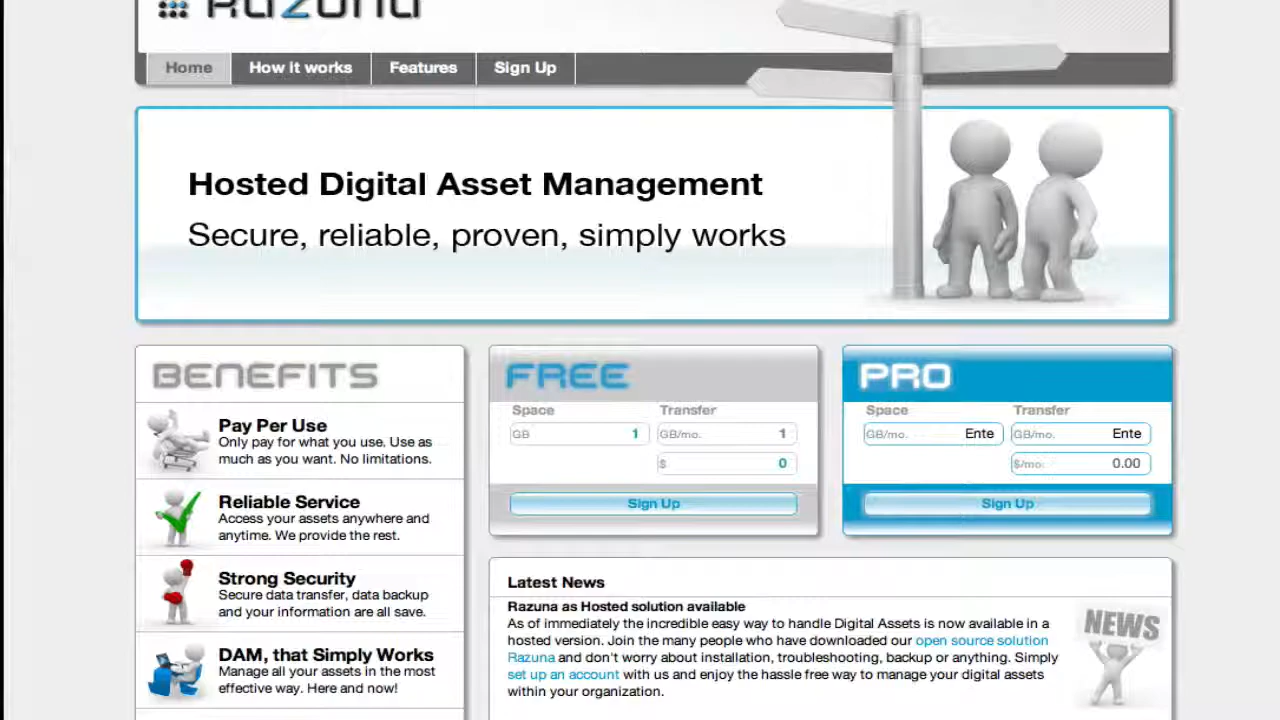 Razuna
Home How it works Features Sign Up
Hosted Digital Asset Management
Secure, reliable, proven, simply works
BENEFITS
Pay Per Use
Only pay for what you use. Use as
much as you want. No limitations.
Reliable Service
Access your assets anywhere and
anytime. We provide the rest.
Strong Security
Secure data transfer, data backup
and your information are all save.
DAM, that Simply Works
Manage all your assets in the most
effective way. Here and now!
FREE
Space Transfer
GB 1 GB/mo. 1
$ 0
Sign Up
PRO
Space Transfer
GB/mo. Ente GB/mo. Ente
$/mo. 0.00
Sign Up
Latest News
Razuna as Hosted solution available
As of immediately the incredible easy way to handle Digital Assets is now available in a
hosted version. Join the many people who have downloaded our open source solution
Razuna and don't worry about installation, troubleshooting, backup or anything. Simply
set up an account with us and enjoy the hassle free way to manage your digital assets
within your organization.
NEWS